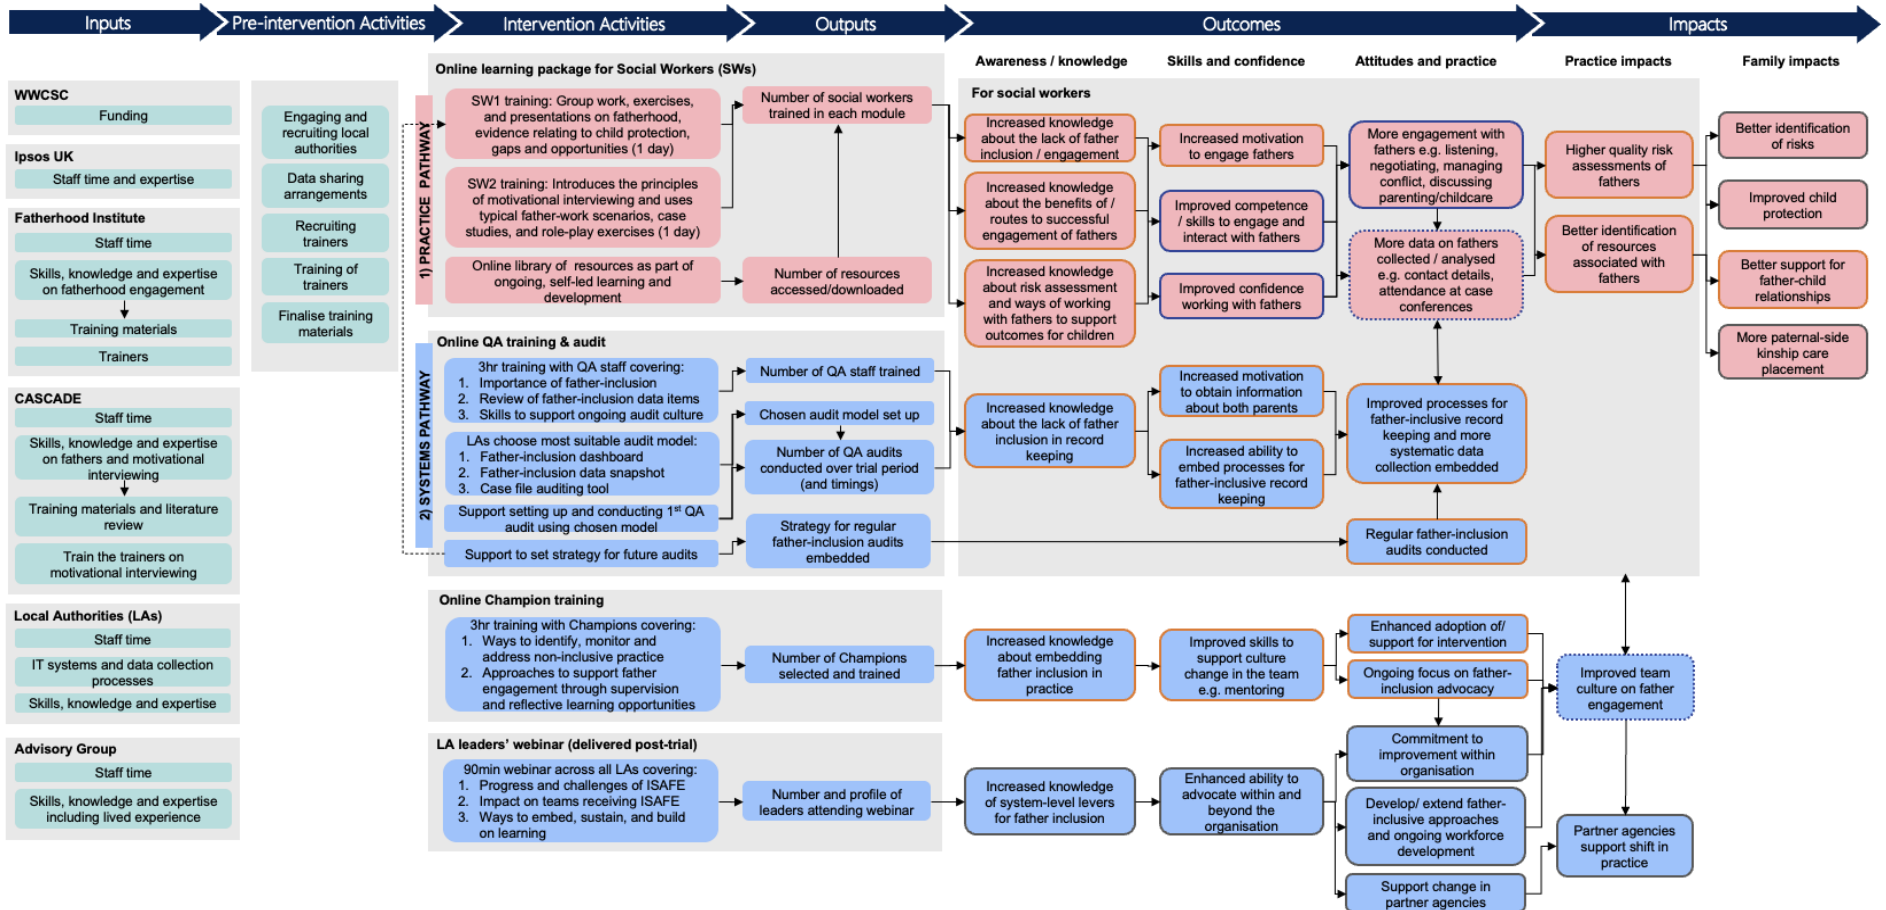 Inputs
Pre-intervention Activities
Intervention Activities
Outputs
Outcomes
Impacts
WWCSC
Funding
Ipsos UK
Staff time and expertise
Fatherhood Institute
Staff time
Skills, knowledge and expertise
on fatherhood engagement
Training materials
Trainers
CASCADE
Staff time
Skills, knowledge and expertise
on fathers and motivational
interviewing
Training materials and literature
review
Train the trainers on
motivational interviewing
Local Authorities (LAs)
Staff time
IT systems and data collection
processes
Skills, knowledge and expertise
Advisory Group
Staff time
Skills, knowledge and expertise
including lived experience
Engaging and
recruiting local
authorities
Data sharing
arrangements
Recruiting
trainers
Training of
trainers
Finalise training
materials
1) PRACTICE PATHWAY
Online learning package for Social Workers (SWs)
SW1 training: Group work, exercises,
and presentations on fatherhood,
evidence relating to child protection,
gaps and opportunities (1 day)
SW2 training: Introduces the principles
of motivational interviewing and uses
typical father-work scenarios, case
studies, and role-play exercises (1 day)
Online library of resources as part of
ongoing, self-led learning and
development
Number of social workers
trained in each module
Number of resources
accessed/downloaded
2) SYSTEMS PATHWAY
Online QA training & audit
3hr training with QA staff covering:
1. Importance of father-inclusion
2. Review of father-inclusion data items
3. Skills to support ongoing audit culture
LAs choose most suitable audit model:
1. Father-inclusion dashboard
2. Father-inclusion data snapshot
3. Case file auditing tool
Support setting up and conducting 1st QA
audit using chosen model
Support to set strategy for future audits
Number of QA staff trained
Chosen audit model set up
Number of QA audits
conducted over trial period
(and timings)
Strategy for regular
father-inclusion audits
embedded
Online Champion training
3hr training with Champions covering:
1. Ways to identify, monitor and
address non-inclusive practice
2. Approaches to support father
engagement through supervision
and reflective learning opportunities
Number of Champions
selected and trained
LA leaders' webinar (delivered post-trial)
90min webinar across all LAs covering:
1. Progress and challenges of ISAFE
2. Impact on teams receiving ISAFE
3. Ways to embed, sustain, and build
on learning
Number and profile of
leaders attending webinar
Awareness / knowledge
Skills and confidence
Attitudes and practice
Practice impacts
Family impacts
For social workers
Increased knowledge
about the lack of father
inclusion / engagement
Increased knowledge
about the benefits of /
routes to successful
engagement of fathers
Increased knowledge
about risk assessment
and ways of working
with fathers to support
outcomes for children
Increased motivation
to engage fathers
Improved competence
/ skills to engage and
interact with fathers
Improved confidence
working with fathers
More engagement with
fathers e.g. listening,
negotiating, managing
conflict, discussing
parenting/childcare
More data on fathers
collected / analysed
e.g. contact details,
attendance at case
conferences
Higher quality risk
assessments of
fathers
Better identification
of resources
associated with
fathers
Better identification
of risks
Improved child
protection
Better support for
father-child
relationships
More paternal-side
kinship care
placement
Increased knowledge
about the lack of father
inclusion in record
keeping
Increased motivation
to obtain information
about both parents
Increased ability to
embed processes for
father-inclusive record
keeping
Improved processes for
father-inclusive record
keeping and more
systematic data
collection embedded
Regular father-inclusion
audits conducted
Increased knowledge
about embedding
father inclusion in
practice
Improved skills to
support culture
change in the team
e.g. mentoring
Enhanced adoption of/
support for intervention
Ongoing focus on father-
inclusion advocacy
Improved team
culture on father
engagement
Increased knowledge
of system-level levers
for father inclusion
Enhanced ability to
advocate within and
beyond the
organisation
Commitment to
improvement within
organisation
Develop/ extend father-
inclusive approaches
and ongoing workforce
development
Support change in
partner agencies
Partner agencies
support shift in
practice